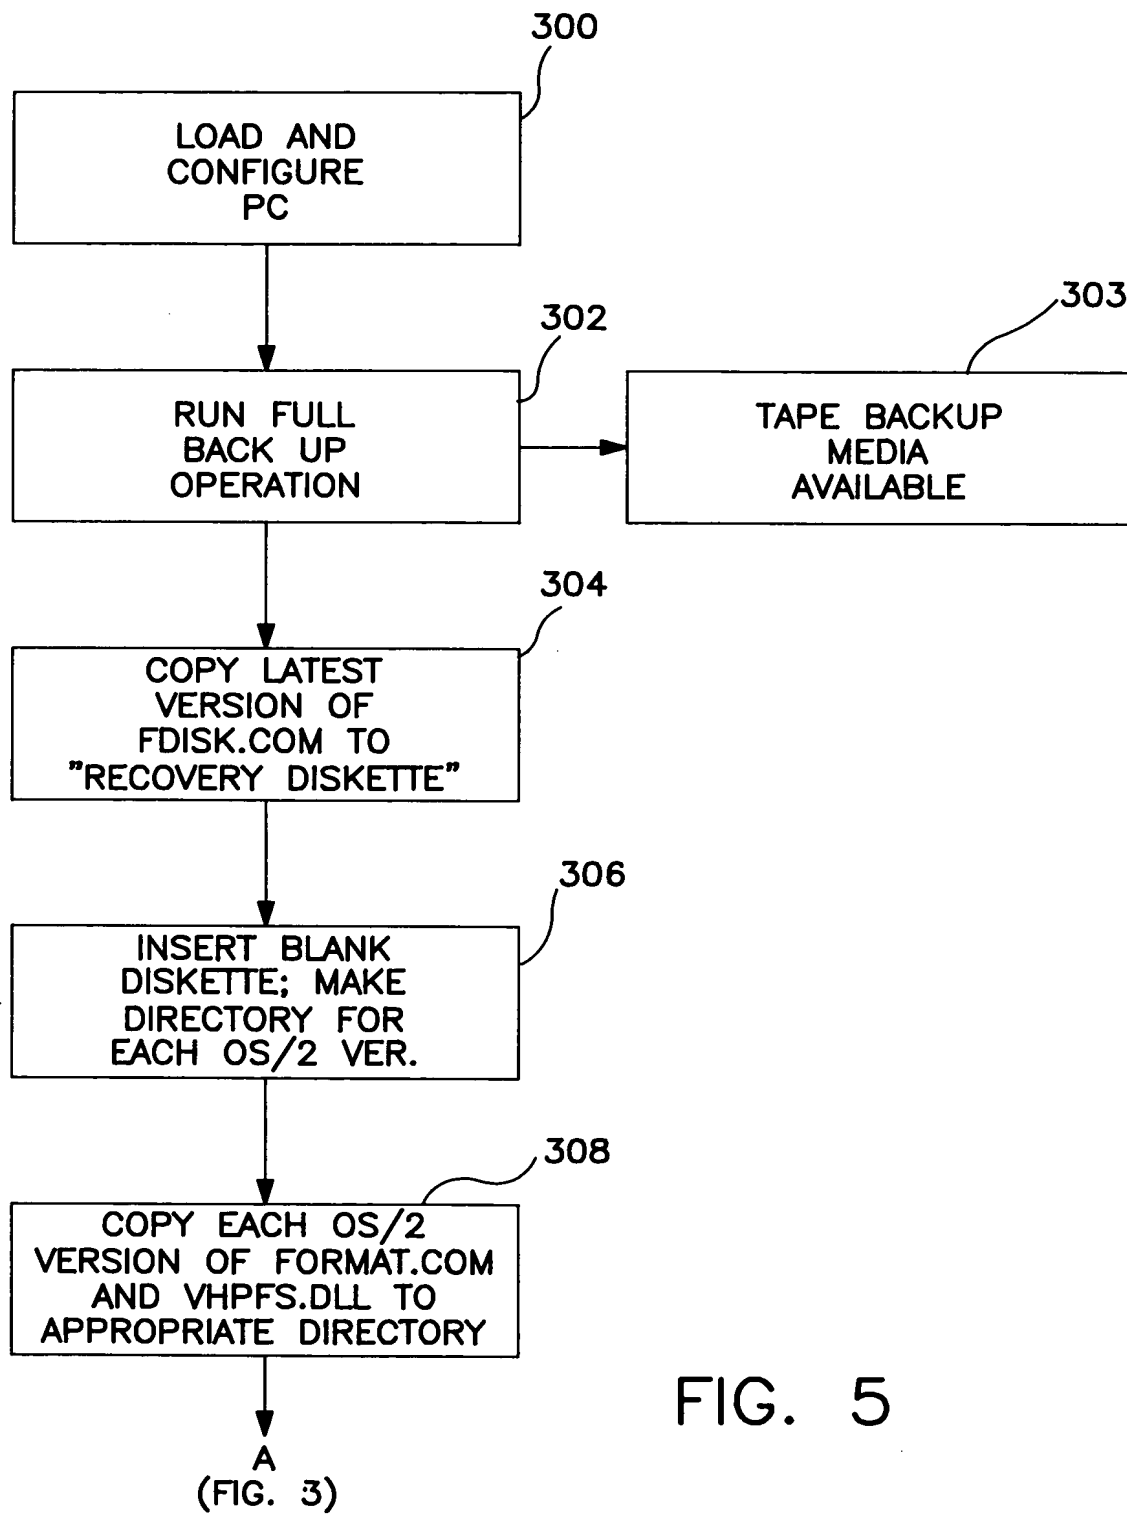 300
LOAD AND
CONFIGURE
PC
302
RUN FULL
BACK UP
OPERATION
303
TAPE BACKUP
MEDIA
AVAILABLE
304
COPY LATEST
VERSION OF
FDISK.COM TO
"RECOVERY DISKETTE"
306
INSERT BLANK
DISKETTE; MAKE
DIRECTORY FOR
EACH OS/2 VER.
308
COPY EACH OS/2
VERSION OF FORMAT.COM
AND VHPFS.DLL TO
APPROPRIATE DIRECTORY
A
(FIG. 3)
FIG. 5